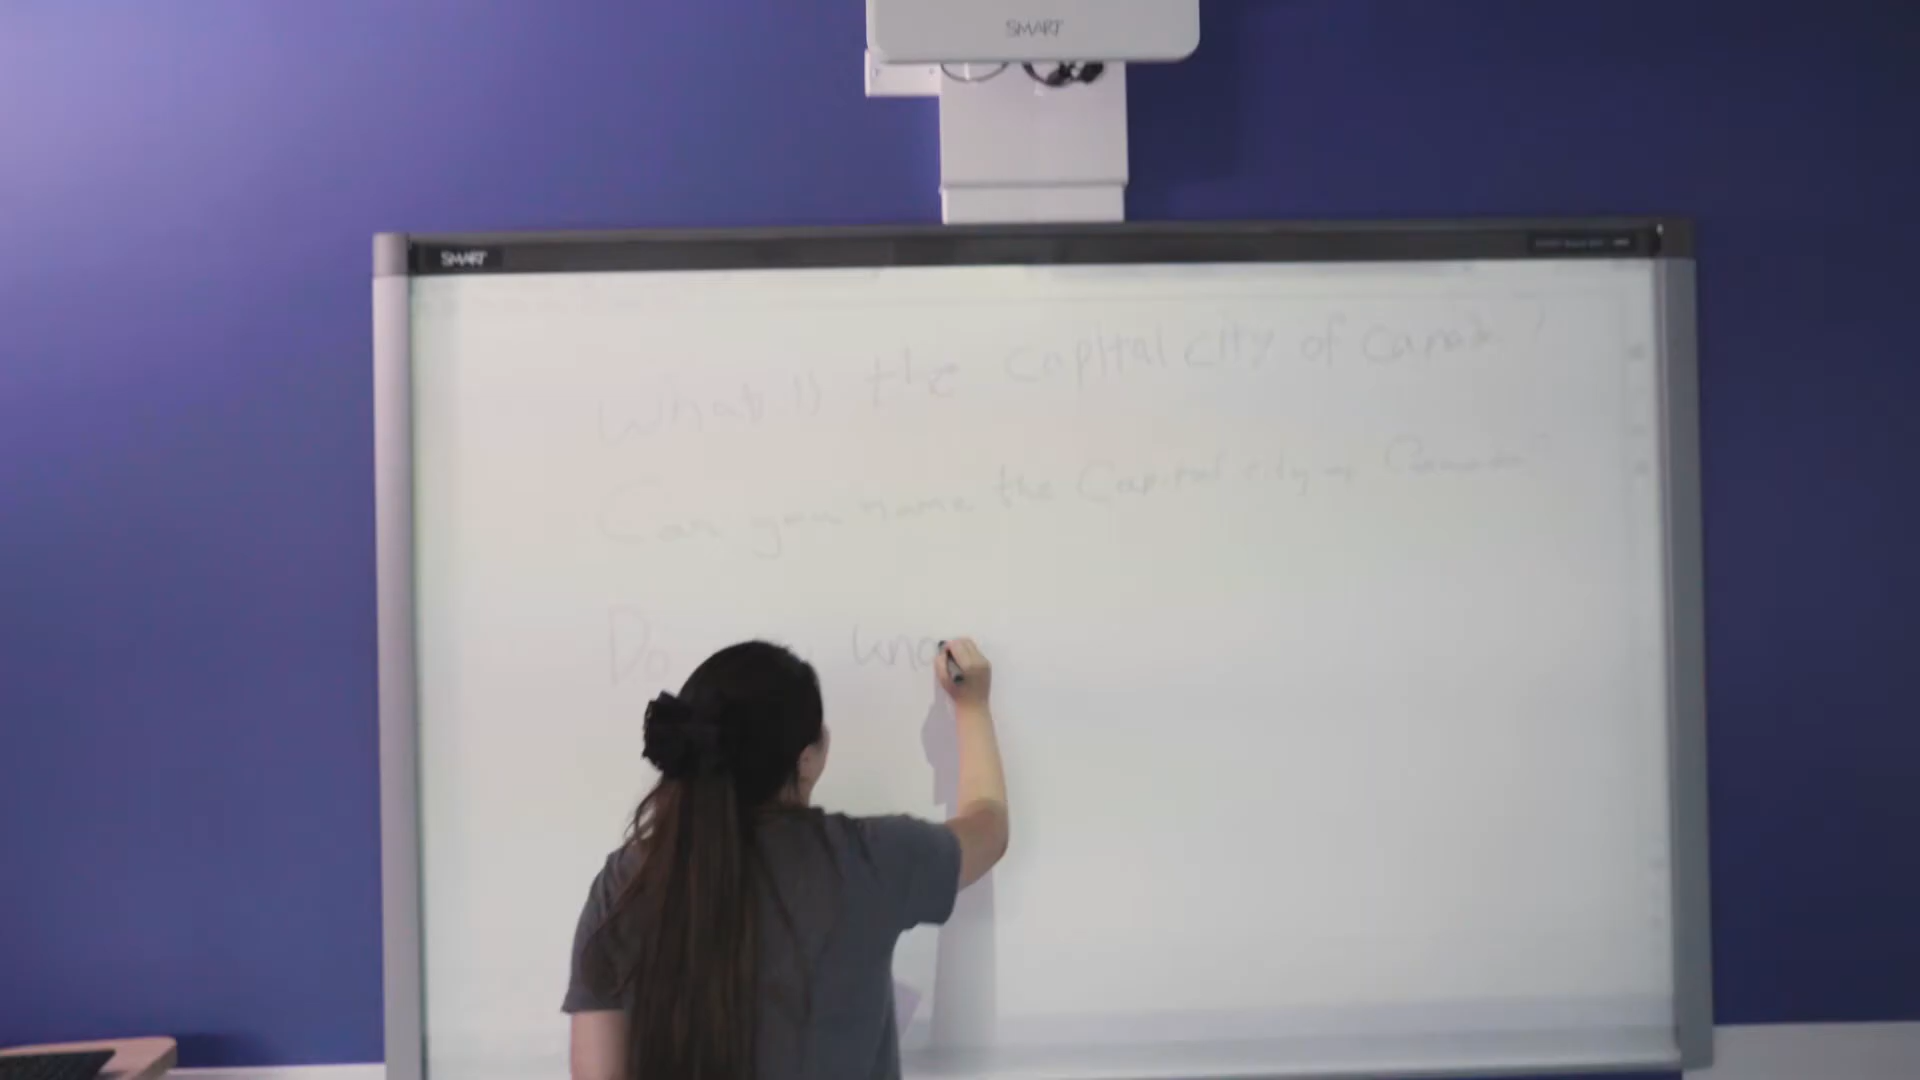 SMART
SMART
What is the capital city of Canada?
Can you name the Capital city of Canada
Do know